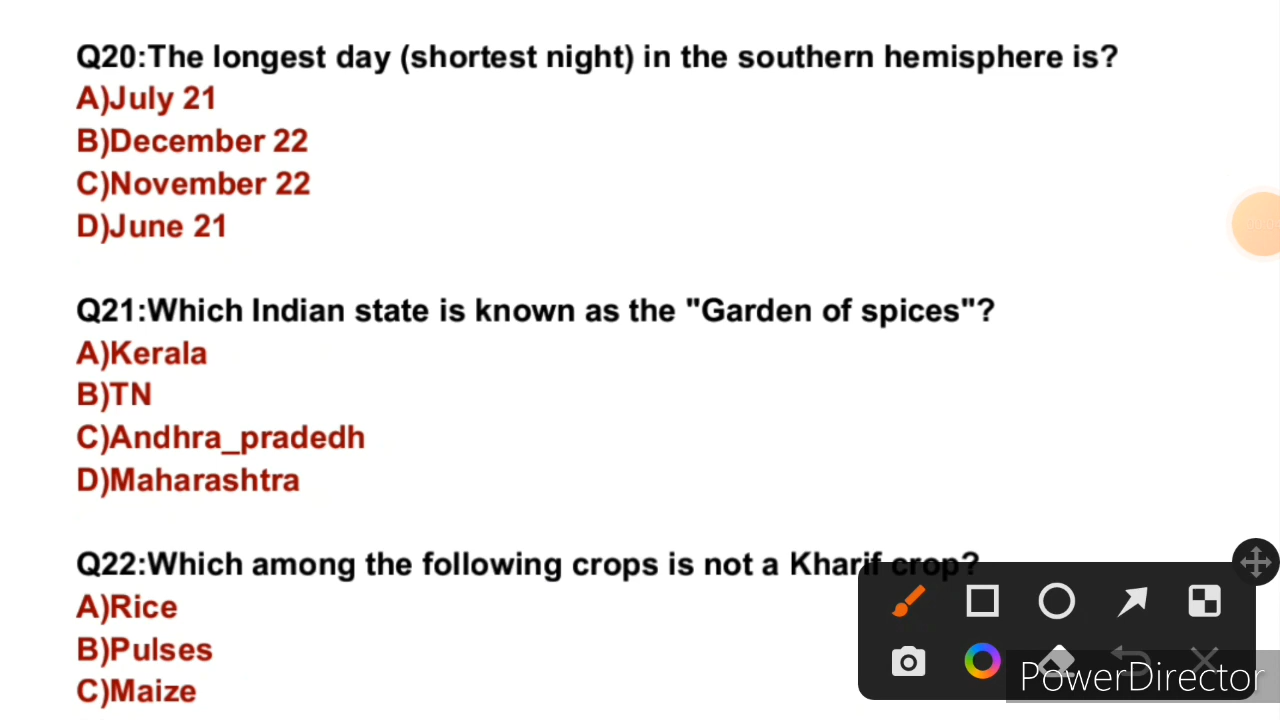 Q20:The longest day (shortest night) in the southern hemisphere is?
A)July 21
B)December 22
C)November 22
D)June 21
Q21:Which Indian state is known as the "Garden of spices"?
A)Kerala
B)TN
C)Andhra_pradedh
D)Maharashtra
Q22:Which among the following crops is not a Kharif crop?
A)Rice
B)Pulses
C)Maize
PowerDirector